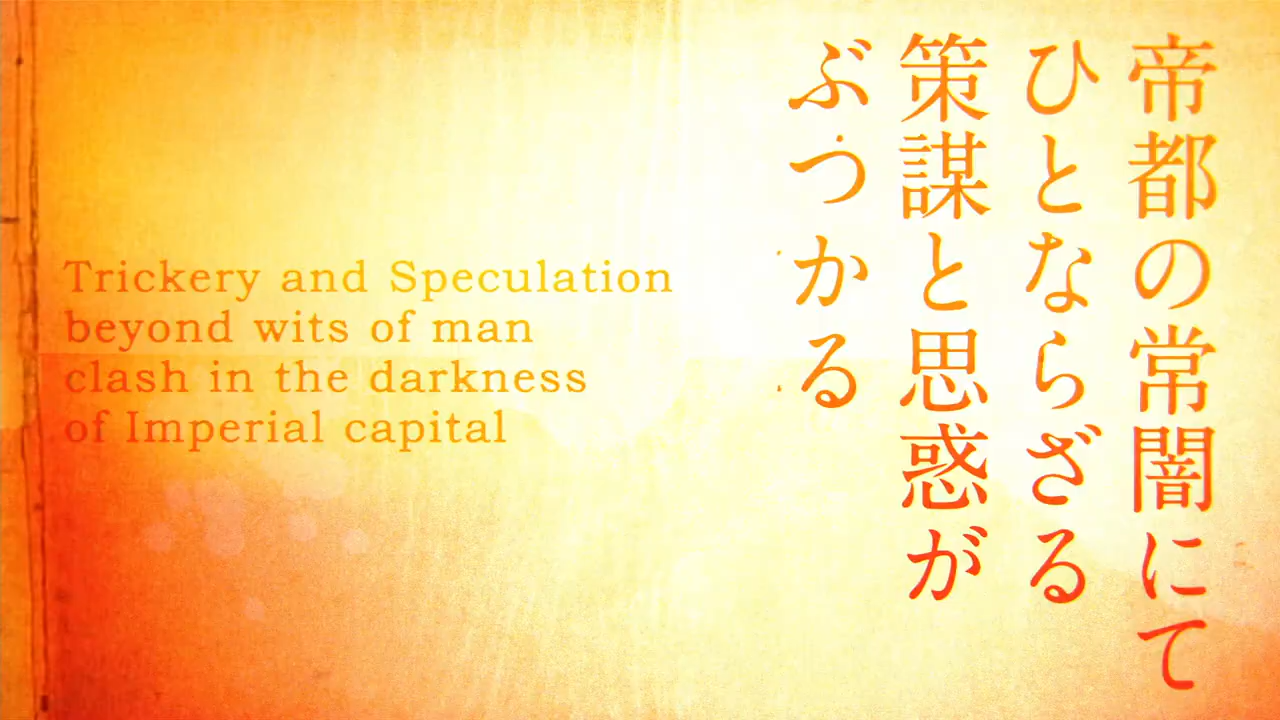 帝都の常闇にて
ひとならざる
策謀と思惑が
ぶつかる
Trickery and Speculation
beyond wits of man
clash in the darkness
of Imperial capital